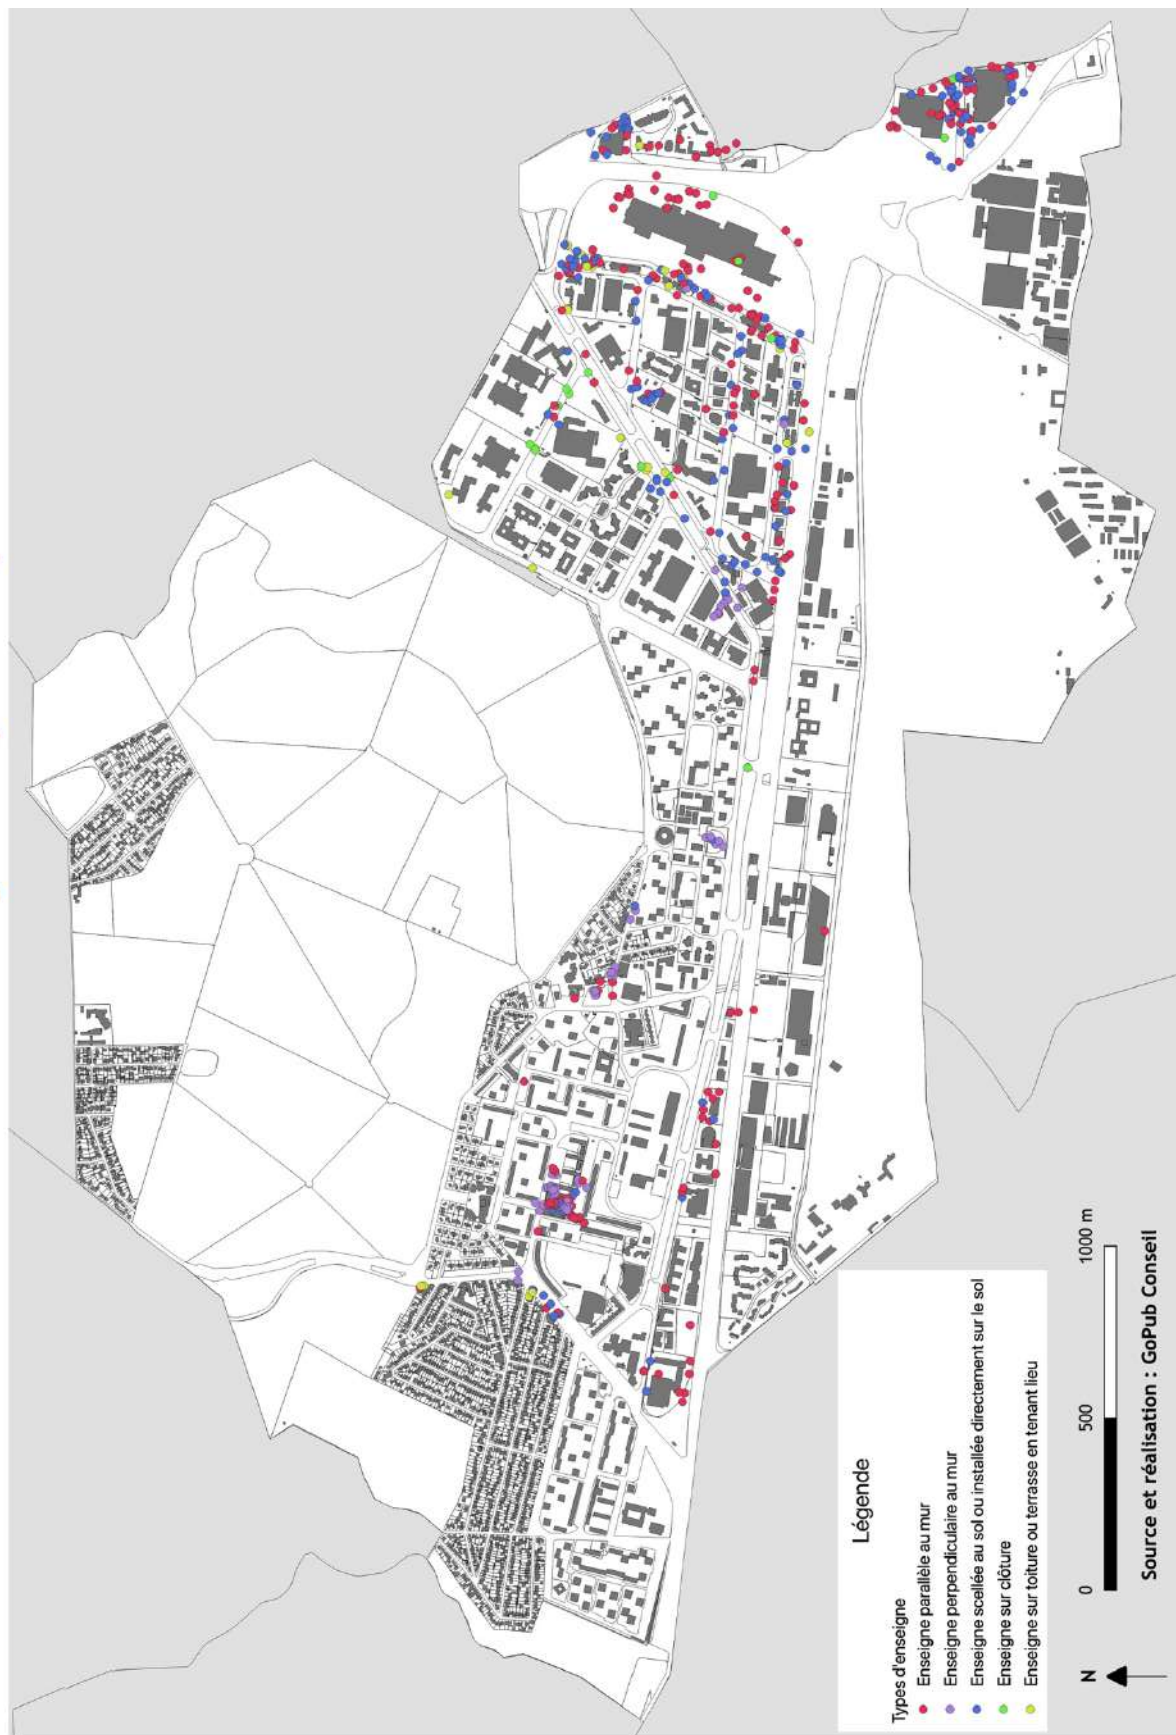 Légende
Types d'enseigne
Enseigne parallèle au mur
Enseigne perpendiculaire au mur
Enseigne scellée au sol ou installée directement sur le sol
Enseigne sur clôture
Enseigne sur toiture ou terrasse en tenant lieu
N
0 500 1000 m
Source et réalisation : GoPub Conseil